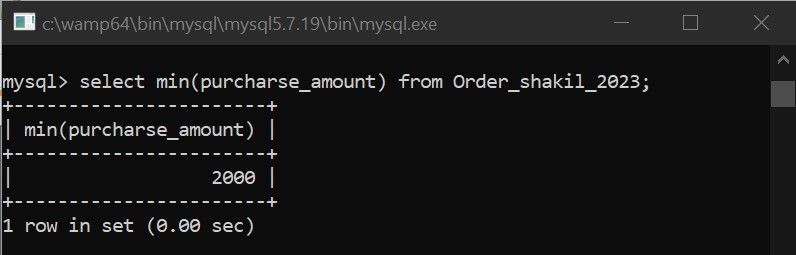 c:\wamp64\bin\mysql\mysql5.7.19\bin\mysql.exe
mysql> select min(purcharse_amount) from Order_shakil_2023;
+-----------------------+
| min(purcharse_amount) |
+-----------------------+
|                  2000 |
+-----------------------+
1 row in set (0.00 sec)